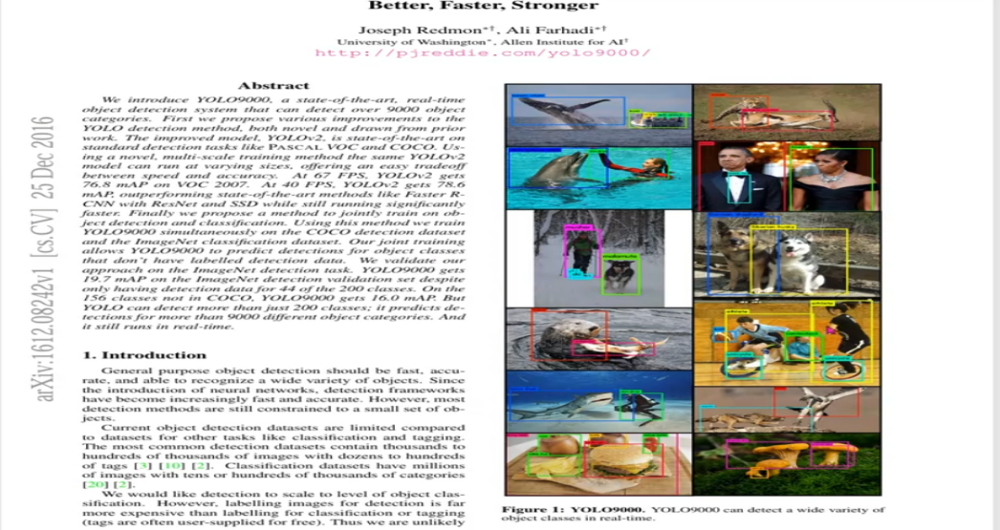 Better, Faster, Stronger
Joseph Redmon*†, Ali Farhadi*†
University of Washington*, Allen Institute for AI†
http://pjreddie.com/yolo9000/
arXiv:1612.08242v1 [cs.CV] 25 Dec 2016
Abstract
We introduce YOLO9000, a state-of-the-art, real-time
object detection system that can detect over 9000 object
categories. First we propose various improvements to the
YOLO detection method, both novel and drawn from prior
work. The improved model, YOLOv2, is state-of-the-art on
standard detection tasks like PASCAL VOC and COCO. Us-
ing a novel, multi-scale training method the same YOLOv2
model can run at varying sizes, offering an easy tradeoff
between speed and accuracy. At 67 FPS, YOLOv2 gets
76.8 mAP on VOC 2007. At 40 FPS, YOLOv2 gets 78.6
mAP, outperforming state-of-the-art methods like Faster R-
CNN with ResNet and SSD while still running significantly
faster. Finally we propose a method to jointly train on ob-
ject detection and classification. Using this method we train
YOLO9000 simultaneously on the COCO detection dataset
and the ImageNet classification dataset. Our joint training
allows YOLO9000 to predict detections for object classes
that don't have labelled detection data. We validate our
approach on the ImageNet detection task. YOLO9000 gets
19.7 mAP on the ImageNet detection validation set despite
only having detection data for 44 of the 200 classes. On the
156 classes not in COCO, YOLO9000 gets 16.0 mAP. But
YOLO can detect more than just 200 classes; it predicts de-
tections for more than 9000 different object categories. And
it still runs in real-time.
1. Introduction
General purpose object detection should be fast, accu-
rate, and able to recognize a wide variety of objects. Since
the introduction of neural networks, detection frameworks
have become increasingly fast and accurate. However, most
detection methods are still constrained to a small set of ob-
jects.
Current object detection datasets are limited compared
to datasets for other tasks like classification and tagging.
The most common detection datasets contain thousands to
hundreds of thousands of images with dozens to hundreds
of tags [3] [10] [2]. Classification datasets have millions
of images with tens or hundreds of thousands of categories
[20] [2].
We would like detection to scale to level of object clas-
sification. However, labelling images for detection is far
more expensive than labelling for classification or tagging
(tags are often user-supplied for free). Thus we are unlikely
Figure 1: YOLO9000. YOLO9000 can detect a wide variety of
object classes in real-time.